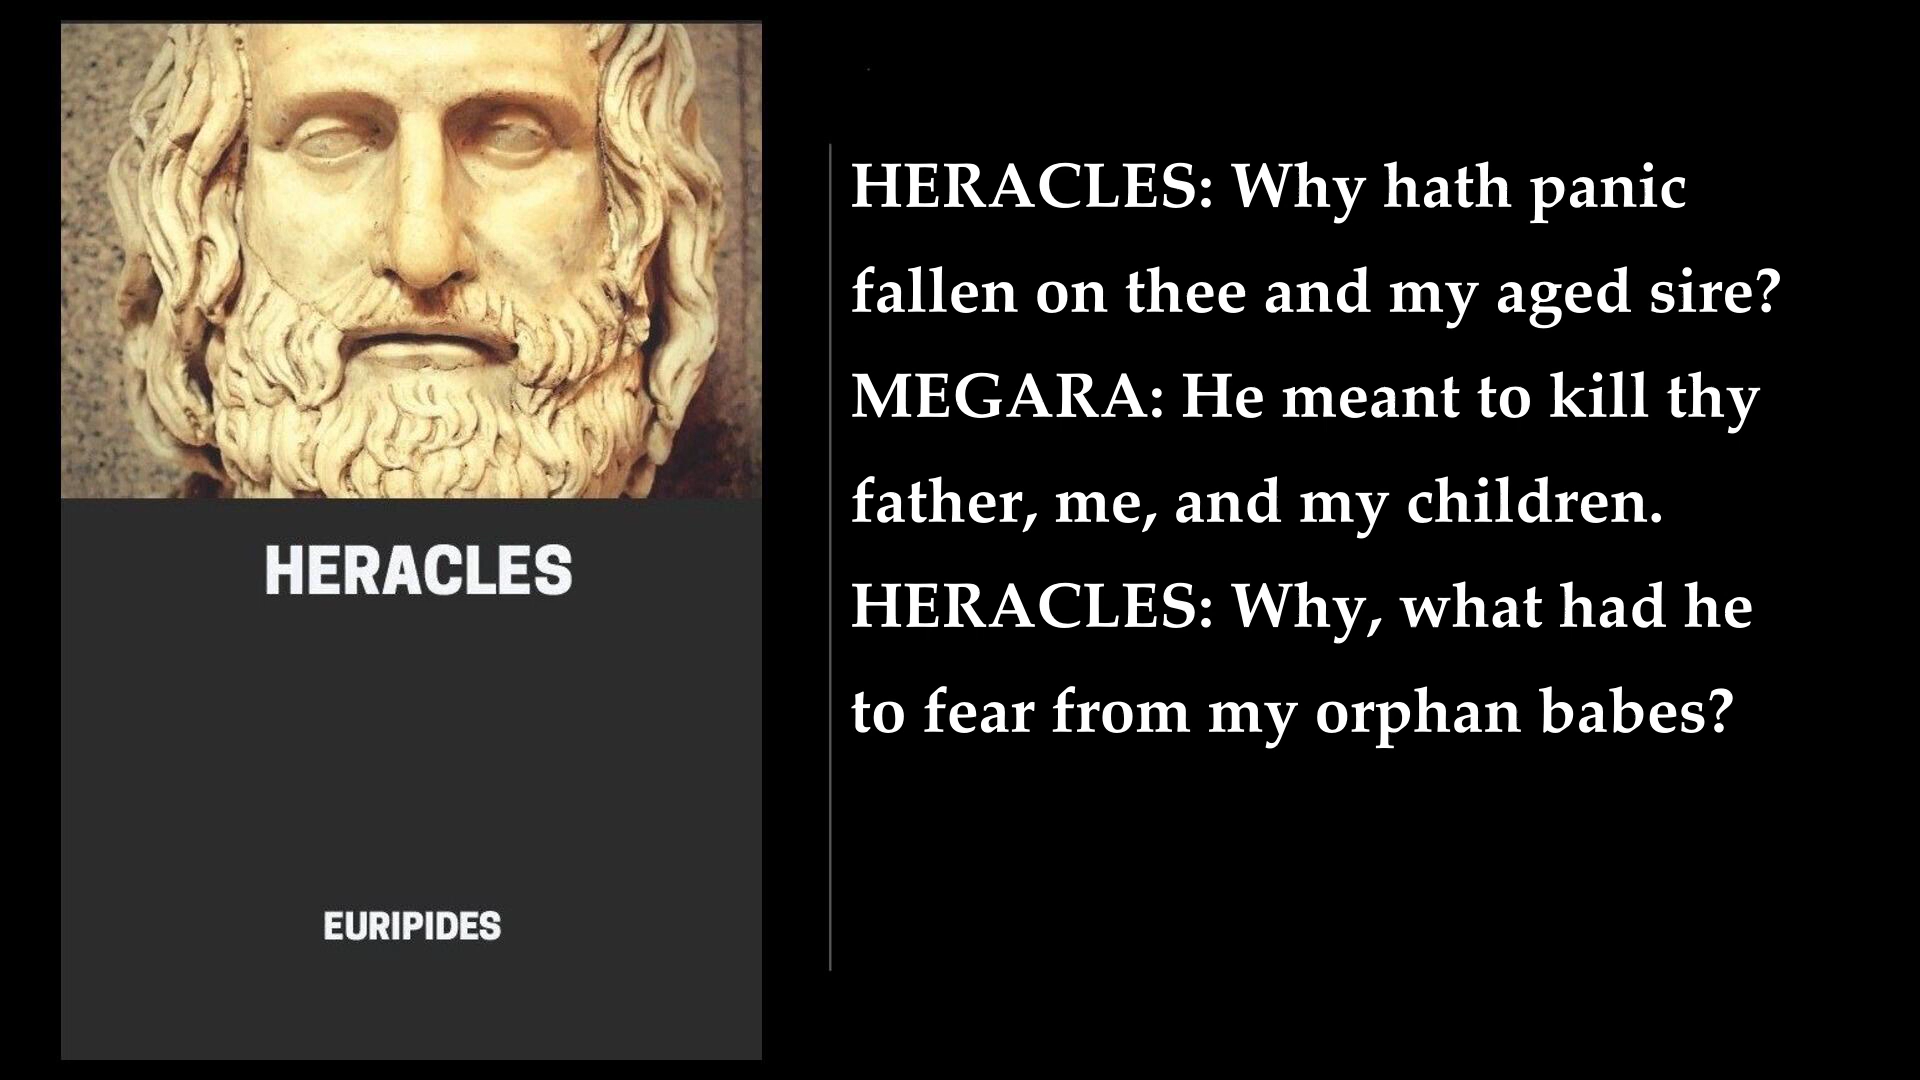 HERACLES
EURIPIDES
HERACLES: Why hath panic
fallen on thee and my aged sire?
MEGARA: He meant to kill thy
father, me, and my children.
HERACLES: Why, what had he
to fear from my orphan babes?